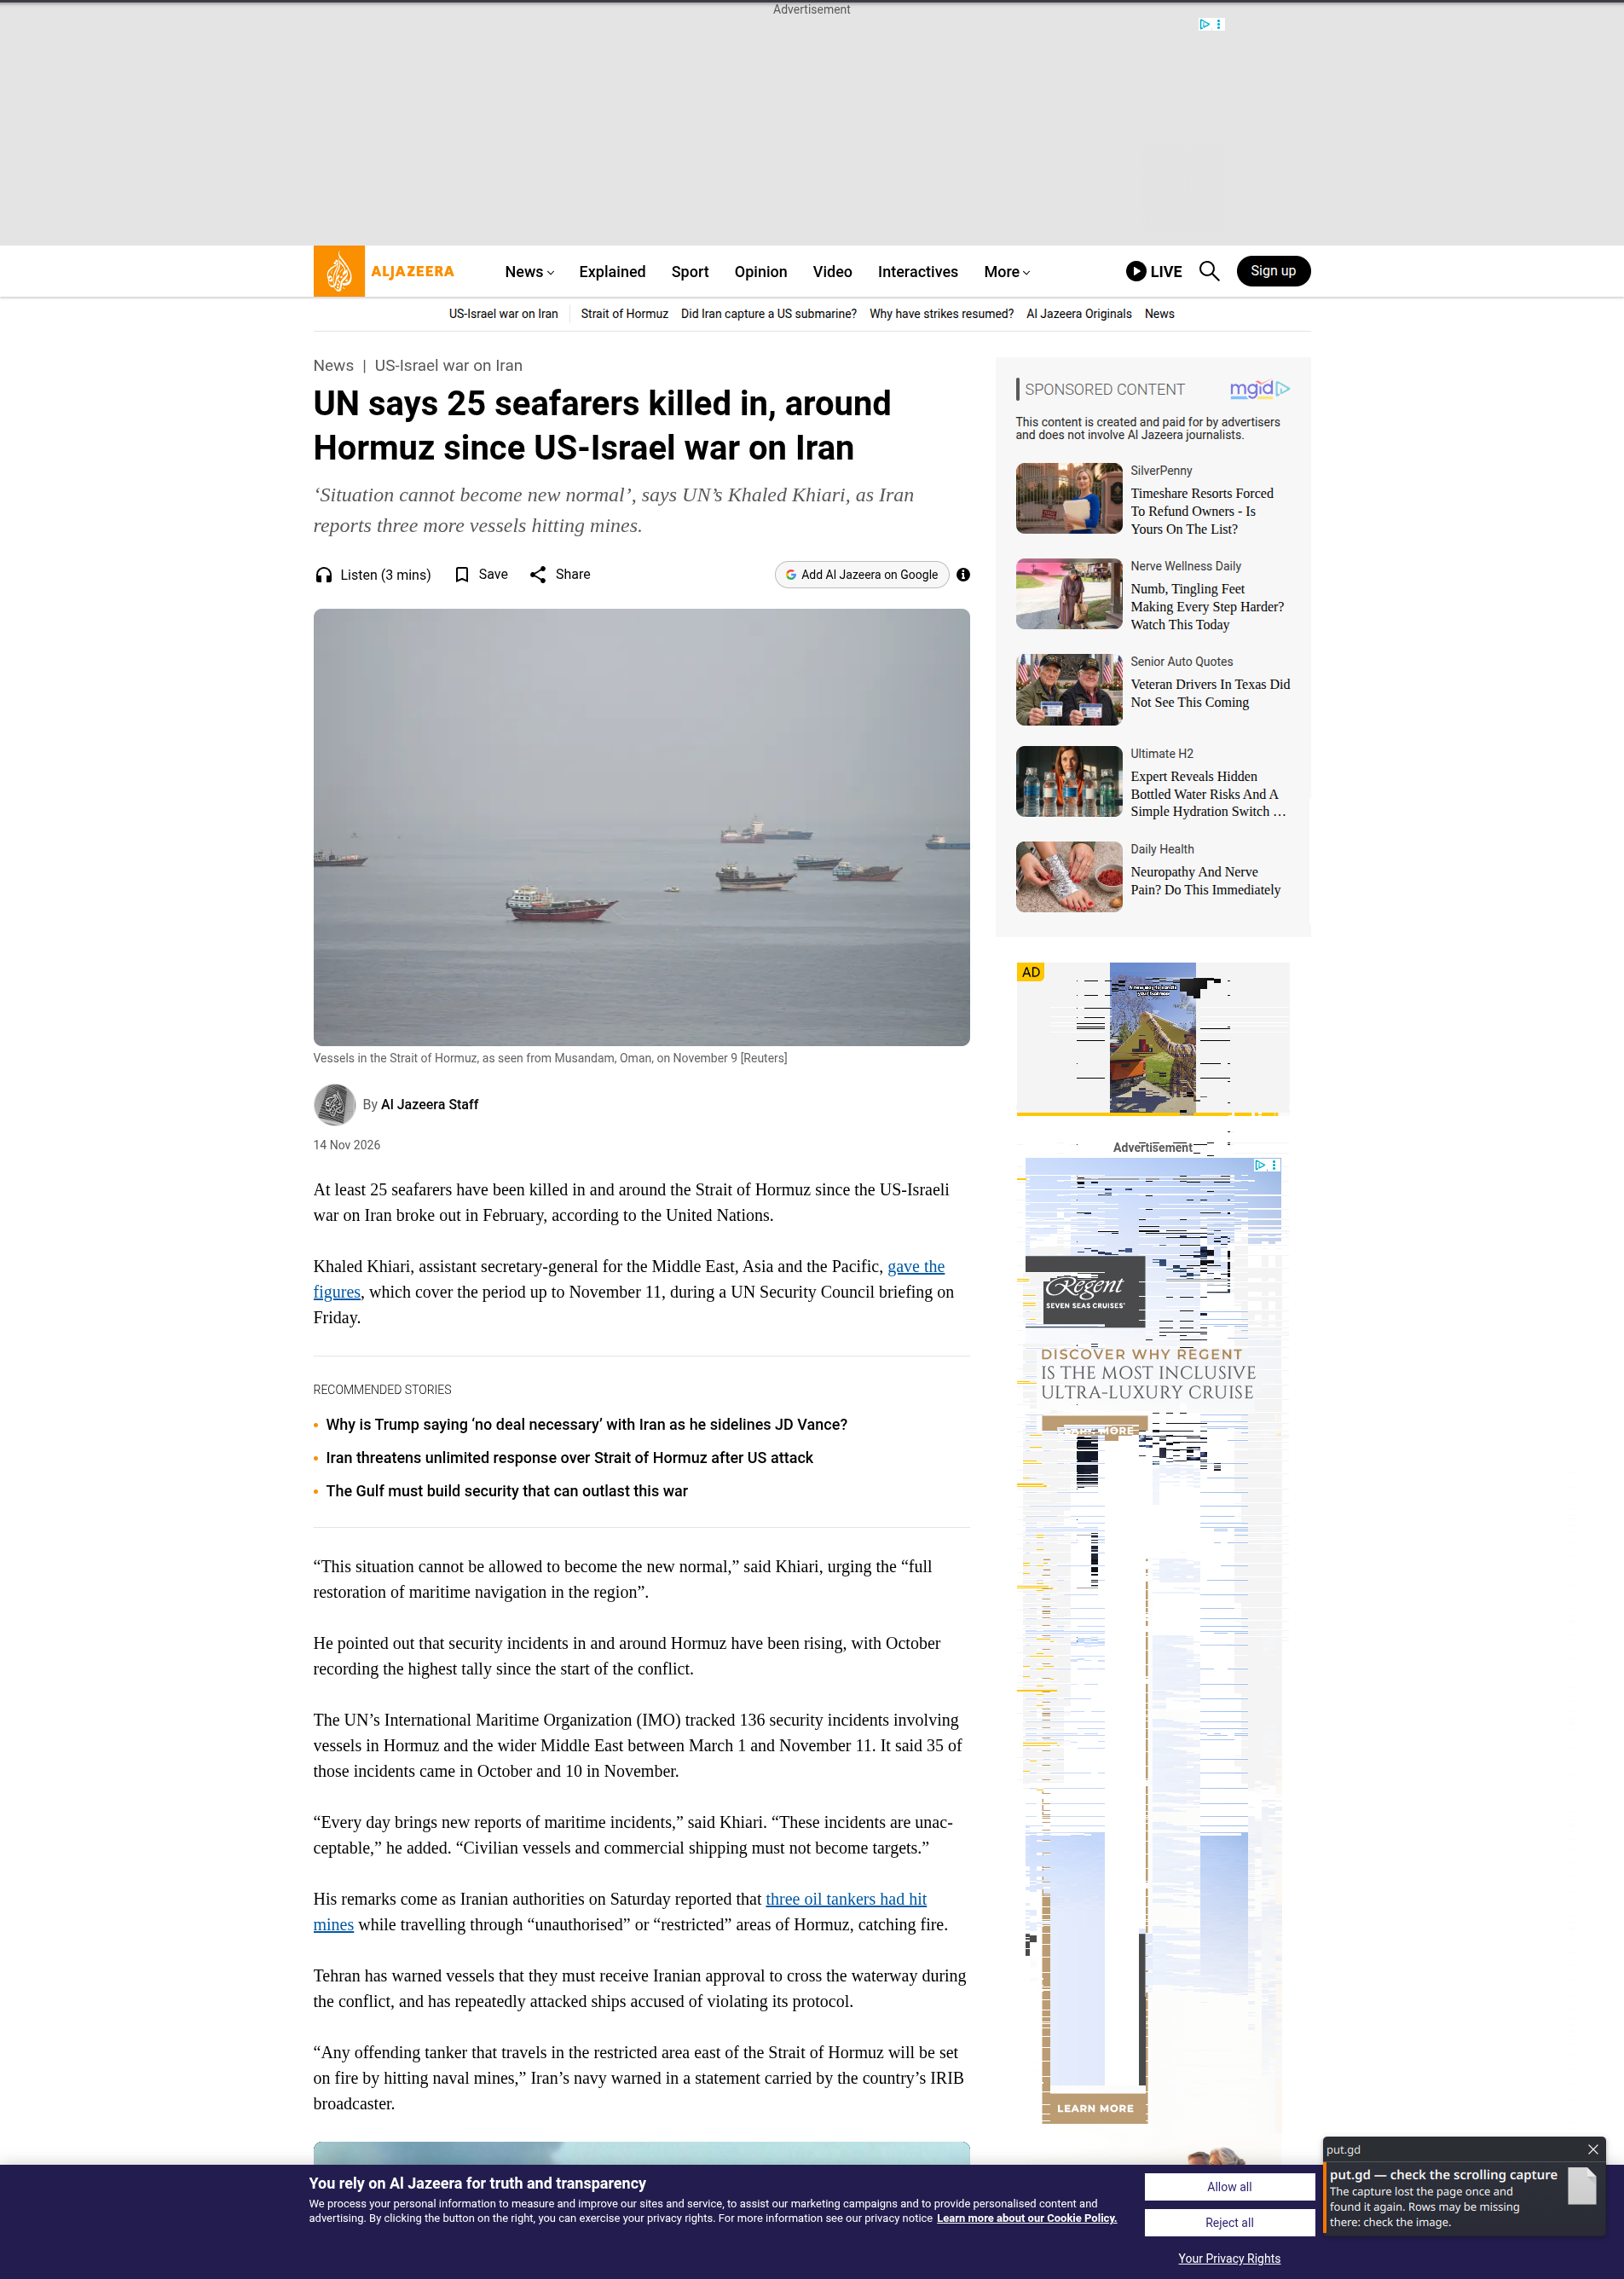 Advertisement
ALJAZEERA
News
Explained
Sport
Opinion
Video
Interactives
More
LIVE
Sign up
US-Israel war on Iran
Strait of Hormuz
Did Iran capture a US submarine?
Why have strikes resumed?
Al Jazeera Originals
News
News | US-Israel war on Iran
UN says 25 seafarers killed in, around
Hormuz since US-Israel war on Iran
‘Situation cannot become new normal’, says UN’s Khaled Khiari, as Iran
reports three more vessels hitting mines.
Listen (3 mins)
Save
Share
Add Al Jazeera on Google
Vessels in the Strait of Hormuz, as seen from Musandam, Oman, on November 9 [Reuters]
By Al Jazeera Staff
14 Nov 2026
At least 25 seafarers have been killed in and around the Strait of Hormuz since the US-Israeli
war on Iran broke out in February, according to the United Nations.
Khaled Khiari, assistant secretary-general for the Middle East, Asia and the Pacific, gave the
figures, which cover the period up to November 11, during a UN Security Council briefing on
Friday.
RECOMMENDED STORIES
Why is Trump saying ‘no deal necessary’ with Iran as he sidelines JD Vance?
Iran threatens unlimited response over Strait of Hormuz after US attack
The Gulf must build security that can outlast this war
“This situation cannot be allowed to become the new normal,” said Khiari, urging the “full
restoration of maritime navigation in the region”.
He pointed out that security incidents in and around Hormuz have been rising, with October
recording the highest tally since the start of the conflict.
The UN’s International Maritime Organization (IMO) tracked 136 security incidents involving
vessels in Hormuz and the wider Middle East between March 1 and November 11. It said 35 of
those incidents came in October and 10 in November.
“Every day brings new reports of maritime incidents,” said Khiari. “These incidents are unac-
ceptable,” he added. “Civilian vessels and commercial shipping must not become targets.”
His remarks come as Iranian authorities on Saturday reported that three oil tankers had hit
mines while travelling through “unauthorised” or “restricted” areas of Hormuz, catching fire.
Tehran has warned vessels that they must receive Iranian approval to cross the waterway during
the conflict, and has repeatedly attacked ships accused of violating its protocol.
“Any offending tanker that travels in the restricted area east of the Strait of Hormuz will be set
on fire by hitting naval mines,” Iran’s navy warned in a statement carried by the country’s IRIB
broadcaster.
SPONSORED CONTENT
mgid
This content is created and paid for by advertisers
and does not involve Al Jazeera journalists.
SilverPenny
Timeshare Resorts Forced
To Refund Owners - Is
Yours On The List?
Nerve Wellness Daily
Numb, Tingling Feet
Making Every Step Harder?
Watch This Today
Senior Auto Quotes
Veteran Drivers In Texas Did
Not See This Coming
Ultimate H2
Expert Reveals Hidden
Bottled Water Risks And A
Simple Hydration Switch …
Daily Health
Neuropathy And Nerve
Pain? Do This Immediately
AD
Advertisement
Regent
SEVEN SEAS CRUISES
DISCOVER WHY REGENT
IS THE MOST INCLUSIVE
ULTRA-LUXURY CRUISE
MORE
LEARN MORE
You rely on Al Jazeera for truth and transparency
We process your personal information to measure and improve our sites and service, to assist our marketing campaigns and to provide personalised content and
advertising. By clicking the button on the right, you can exercise your privacy rights. For more information see our privacy notice Learn more about our Cookie Policy.
Allow all
Reject all
Your Privacy Rights
put.gd
put.gd — check the scrolling capture
The capture lost the page once and
found it again. Rows may be missing
there: check the image.